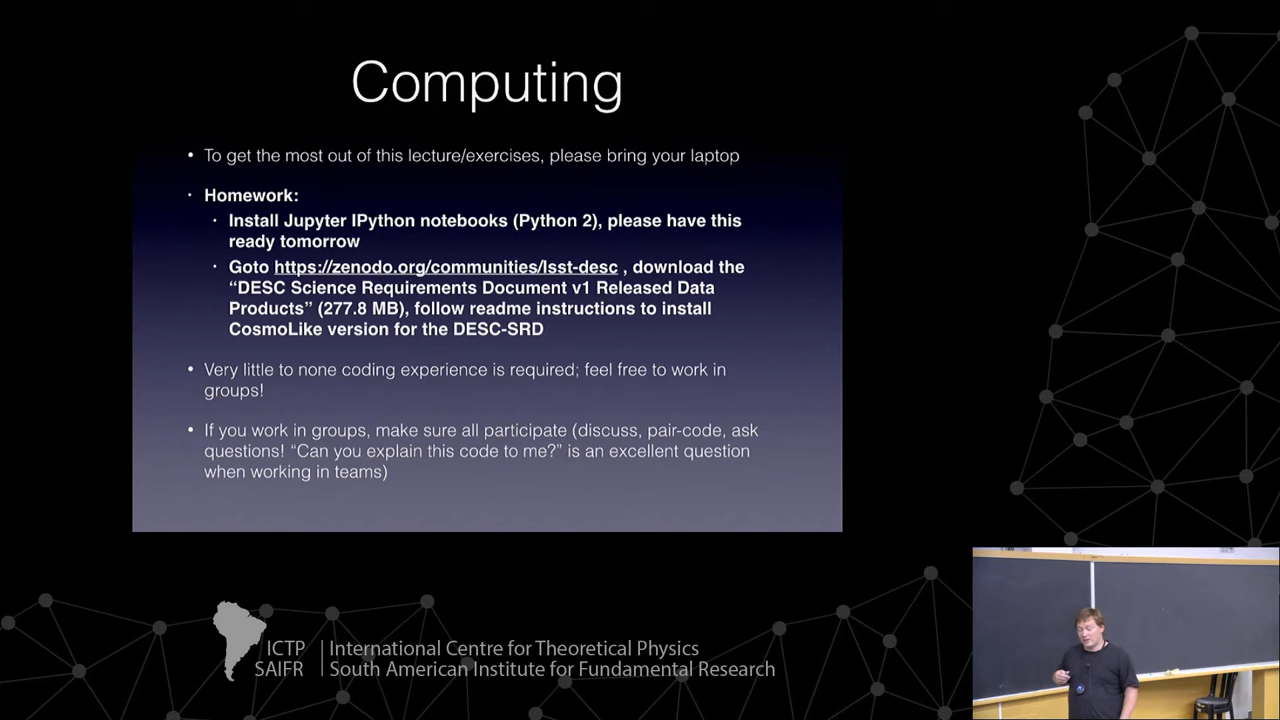 Computing
• To get the most out of this lecture/exercises, please bring your laptop
• Homework:
• Install Jupyter IPython notebooks (Python 2), please have this
ready tomorrow
• Goto https://zenodo.org/communities/lsst-desc , download the
“DESC Science Requirements Document v1 Released Data
Products” (277.8 MB), follow readme instructions to install
CosmoLike version for the DESC-SRD
• Very little to none coding experience is required; feel free to work in
groups!
• If you work in groups, make sure all participate (discuss, pair-code, ask
questions! “Can you explain this code to me?” is an excellent question
when working in teams)
ICTP International Centre for Theoretical Physics
SAIFR South American Institute for Fundamental Research